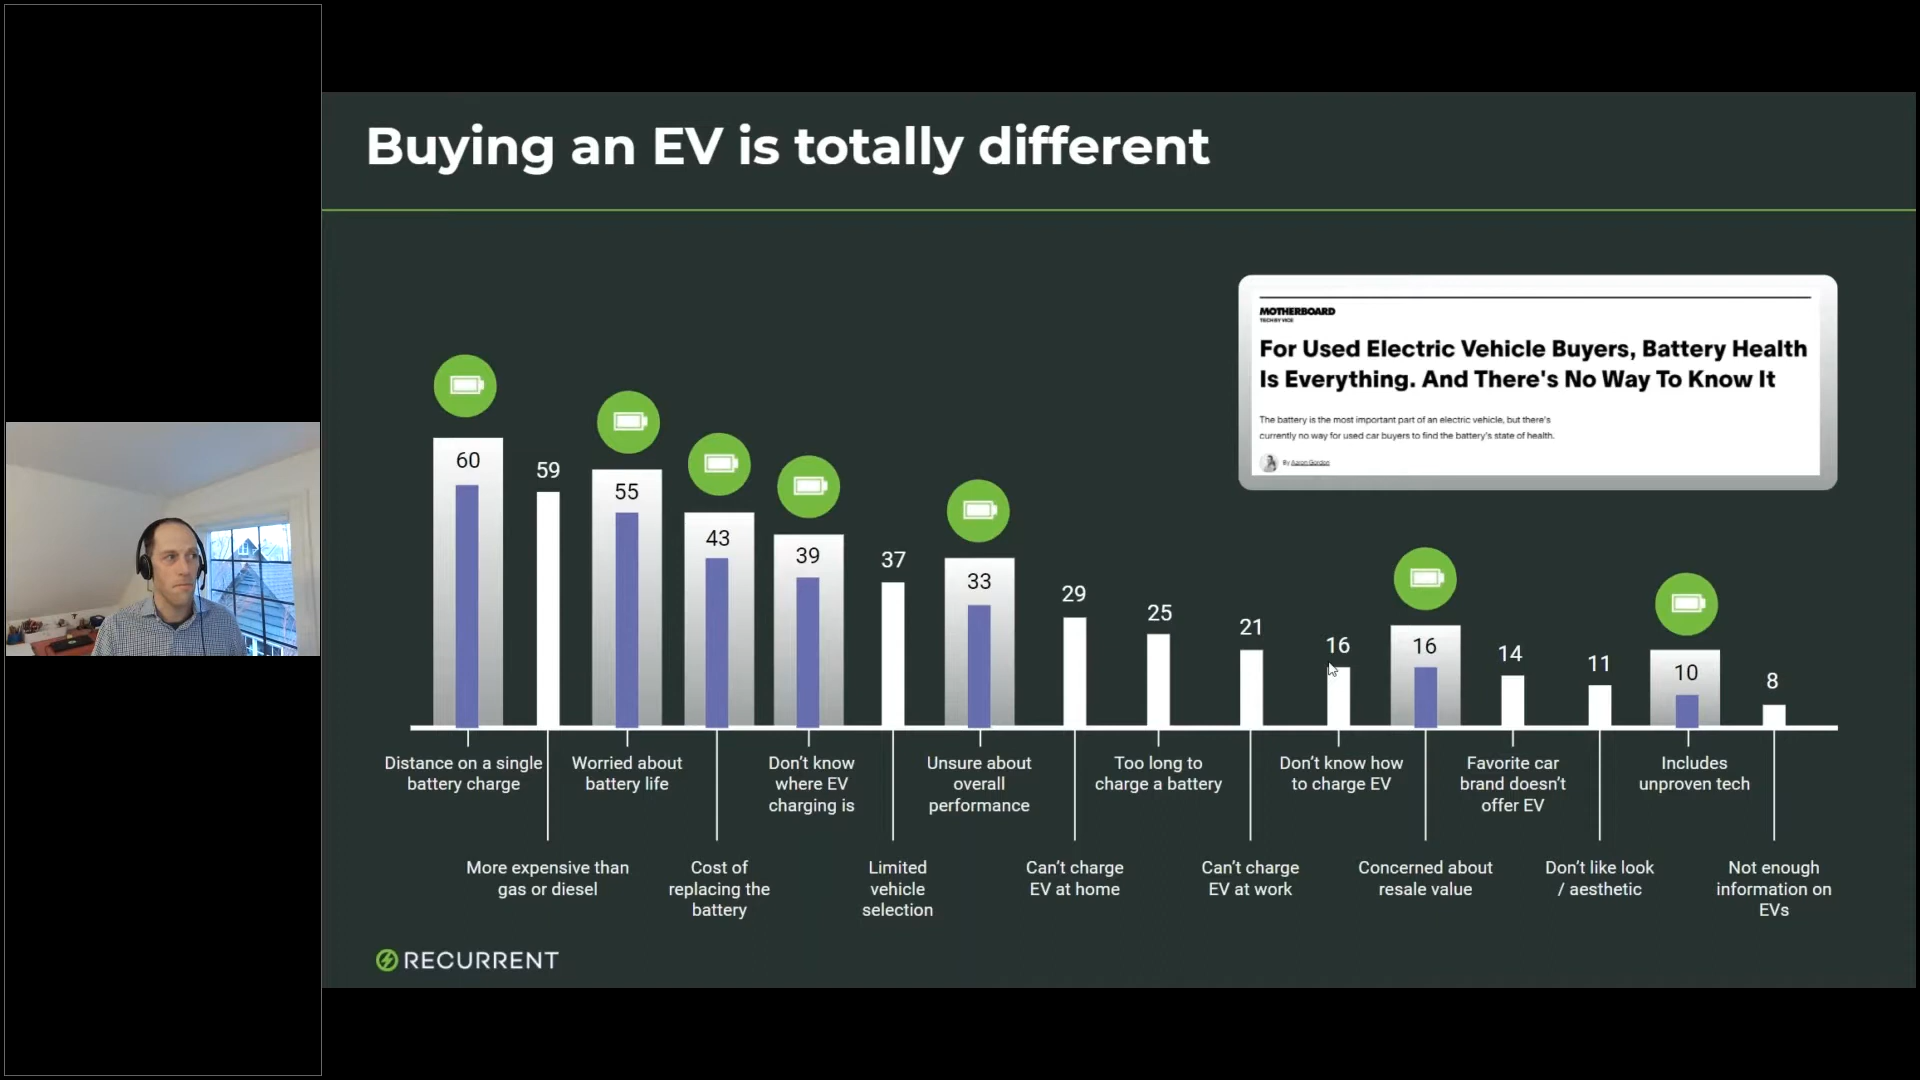 Buying an EV is totally different
MOTHERBOARD
TECH BY VICE
For Used Electric Vehicle Buyers, Battery Health
Is Everything. And There's No Way To Know It
The battery is the most important part of an electric vehicle, but there's
currently no way for used car buyers to find the battery's state of health.
By Aaron Gordon
60
59
55
43
39
37
33
29
25
21
16
16
14
11
10
8
Distance on a single
battery charge
Worried about
battery life
Don't know
where EV
charging is
Unsure about
overall
performance
Too long to
charge a battery
Don't know how
to charge EV
Favorite car
brand doesn't
offer EV
Includes
unproven tech
More expensive than
gas or diesel
Cost of
replacing the
battery
Limited
vehicle
selection
Can't charge
EV at home
Can't charge
EV at work
Concerned about
resale value
Don't like look
/ aesthetic
Not enough
information on
EVs
RECURRENT